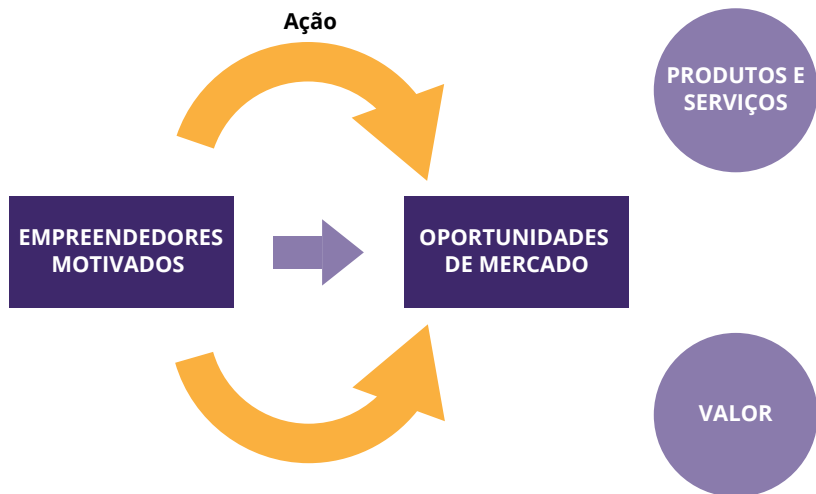 Ação
PRODUTOS E
SERVIÇOS
EMPREENDEDORES
MOTIVADOS
OPORTUNIDADES
DE MERCADO
VALOR